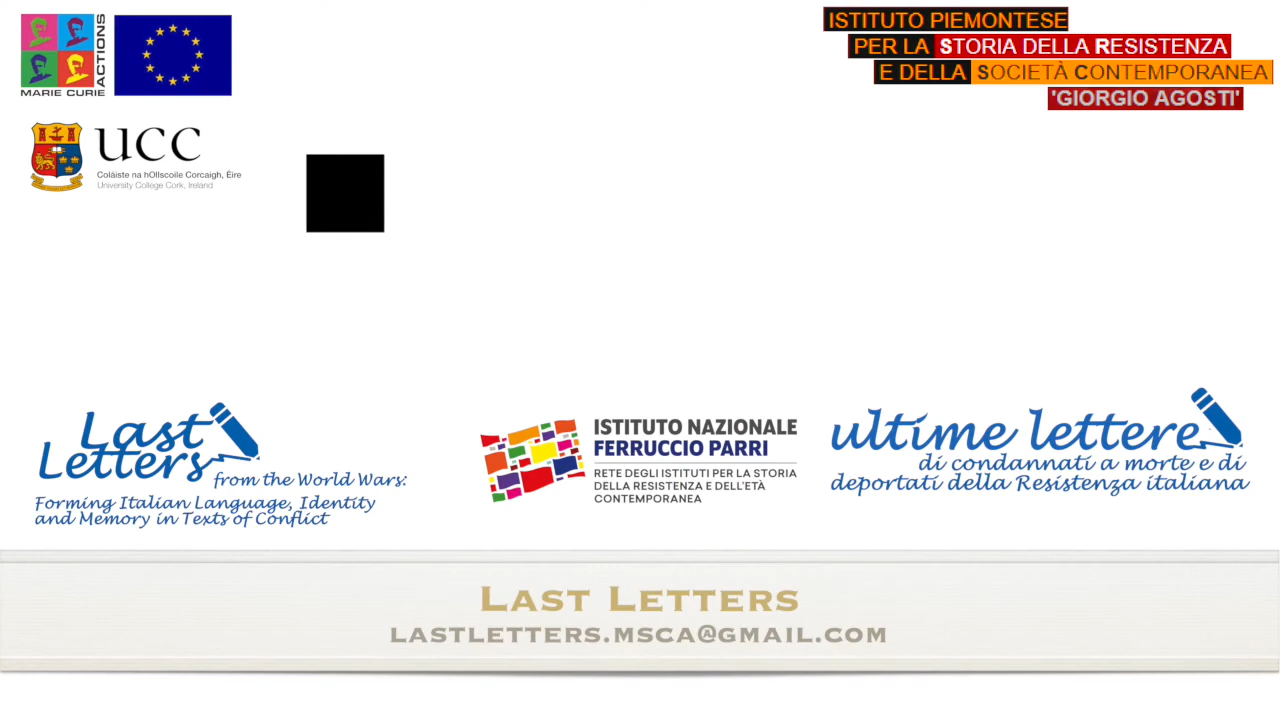 MARIE CURIE
ACTIONS
UCC
Coláiste na hOllscoile Corcaigh, Éire
University College Cork, Ireland
ISTITUTO PIEMONTESE
PER LA STORIA DELLA RESISTENZA
E DELLA SOCIETÀ CONTEMPORANEA
'GIORGIO AGOSTI'
Last
Letters
from the World Wars:
Forming Italian Language, Identity
and Memory in Texts of Conflict
ISTITUTO NAZIONALE
FERRUCCIO PARRI
RETE DEGLI ISTITUTI PER LA STORIA
DELLA RESISTENZA E DELL'ETÀ
CONTEMPORANEA
ultime lettere
di condannati a morte e di
deportati della Resistenza italiana
LAST LETTERS
LASTLETTERS.MSCA@GMAIL.COM